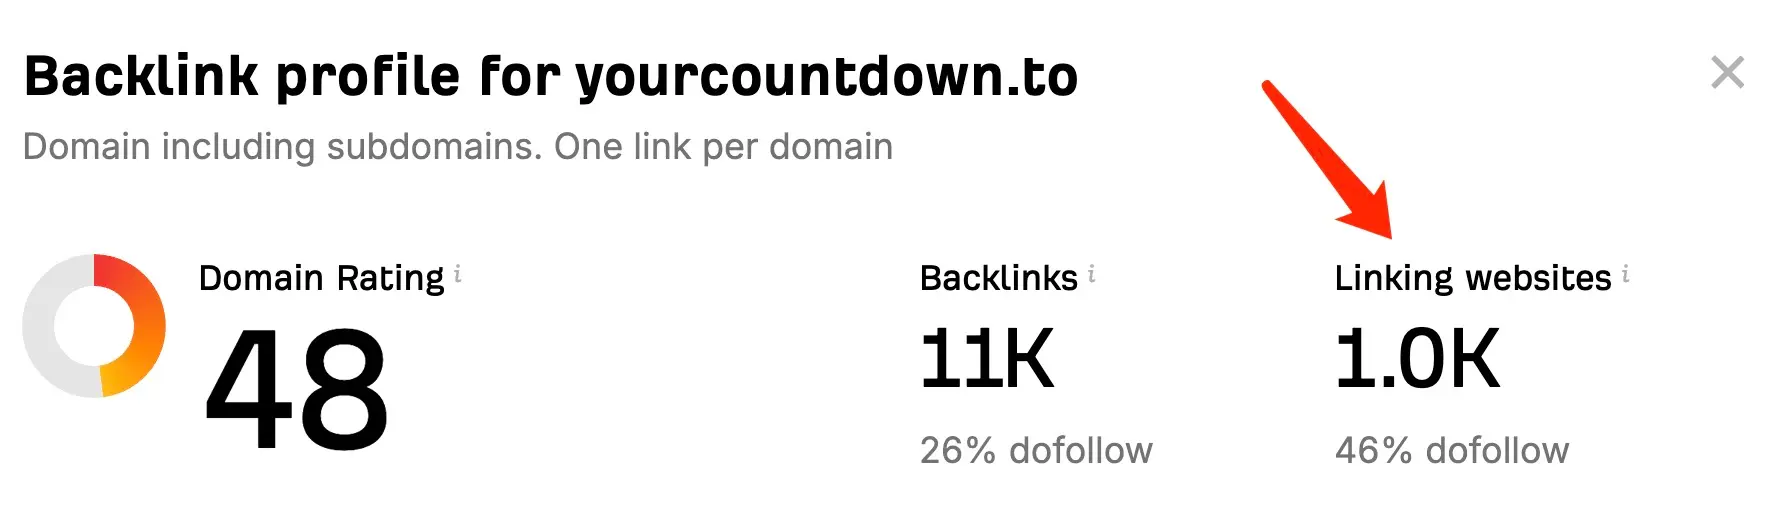 Backlink profile for yourcountdown.to
Domain including subdomains. One link per domain
Domain Rating i
48
Backlinks i
11K
26% dofollow
Linking websites i
1.0K
46% dofollow